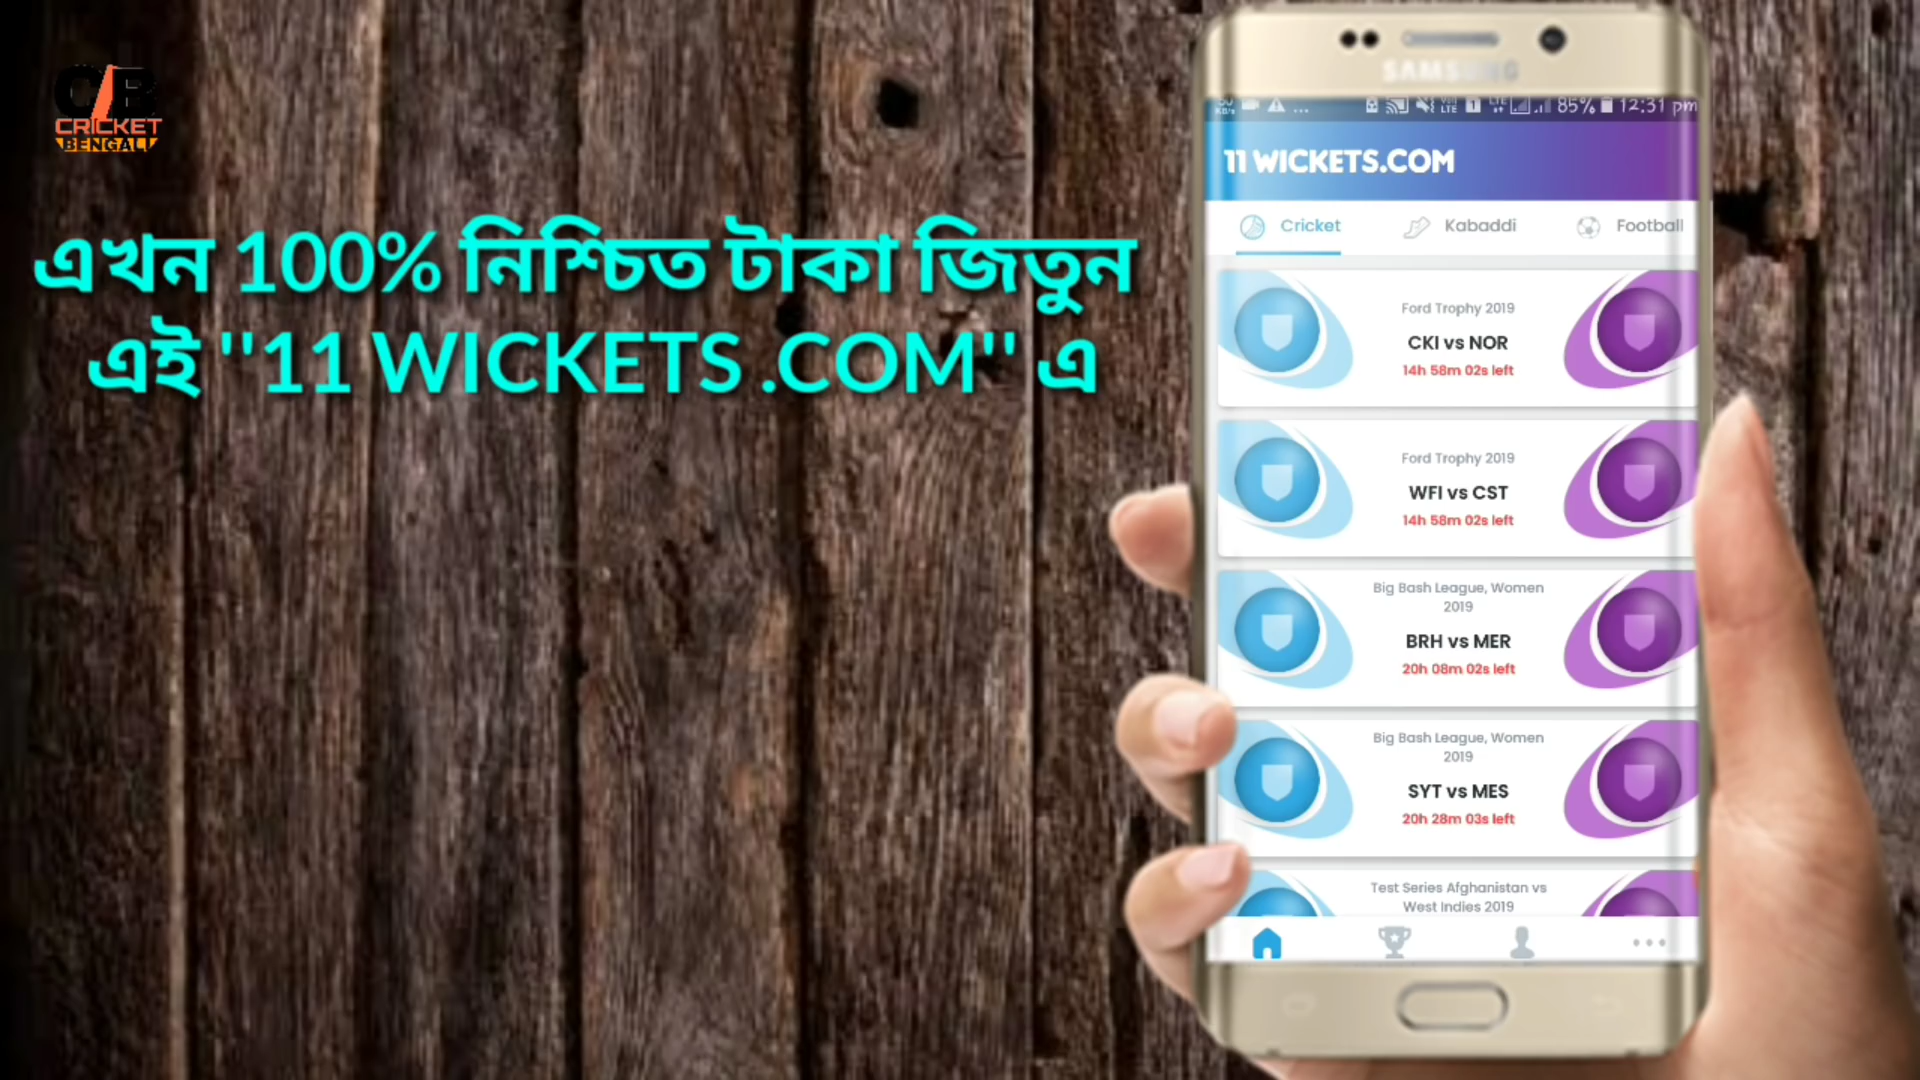 CB
CRICKET
BENGALI
এখন 100% নিশ্চিত টাকা জিতুন
এই "11 WICKETS .COM" এ
SAMSUNG
85% 12:31 pm
11 WICKETS.COM
Cricket Kabaddi Football
Ford Trophy 2019
CKI vs NOR
14h 58m 02s left
Ford Trophy 2019
WFI vs CST
14h 58m 02s left
Big Bash League, Women
2019
BRH vs MER
20h 08m 02s left
Big Bash League, Women
2019
SYT vs MES
20h 28m 03s left
Test Series Afghanistan vs
West Indies 2019